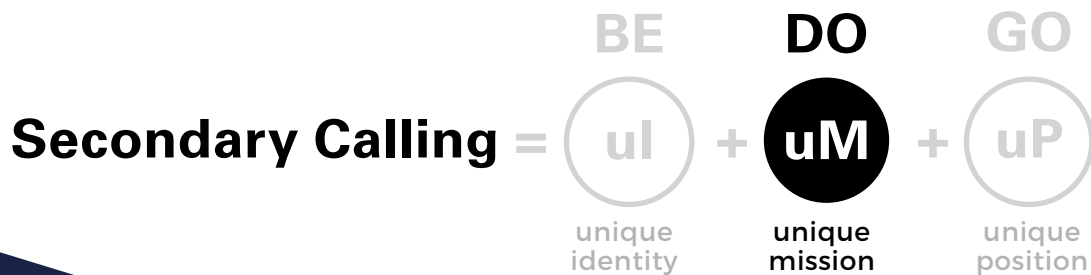 BE DO GO
Secondary Calling = uI + uM + uP
unique unique unique
identity mission position